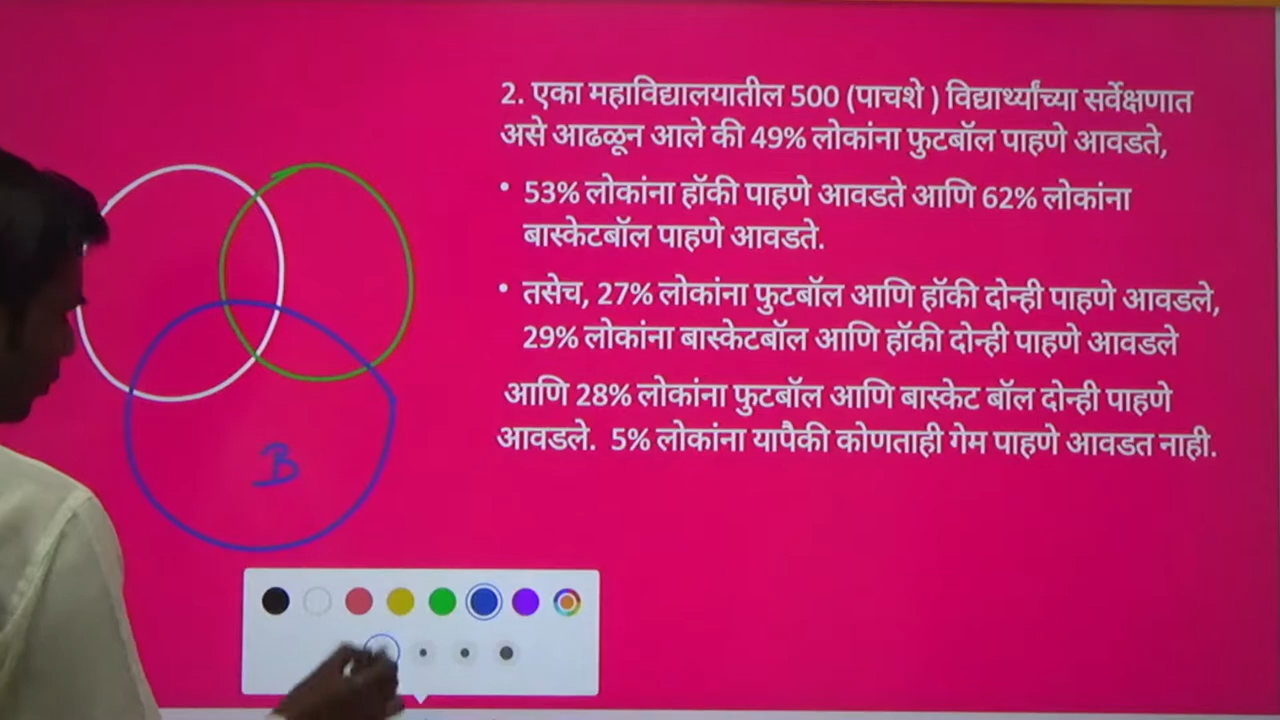 2. एका महाविद्यालयातील 500 (पाचशे ) विद्यार्थ्यांच्या सर्वेक्षणात
असे आढळून आले की 49% लोकांना फुटबॉल पाहणे आवडते,
• 53% लोकांना हॉकी पाहणे आवडते आणि 62% लोकांना
बास्केटबॉल पाहणे आवडते.
• तसेच, 27% लोकांना फुटबॉल आणि हॉकी दोन्ही पाहणे आवडले,
29% लोकांना बास्केटबॉल आणि हॉकी दोन्ही पाहणे आवडले
आणि 28% लोकांना फुटबॉल आणि बास्केट बॉल दोन्ही पाहणे
आवडले. 5% लोकांना यापैकी कोणताही गेम पाहणे आवडत नाही.
B